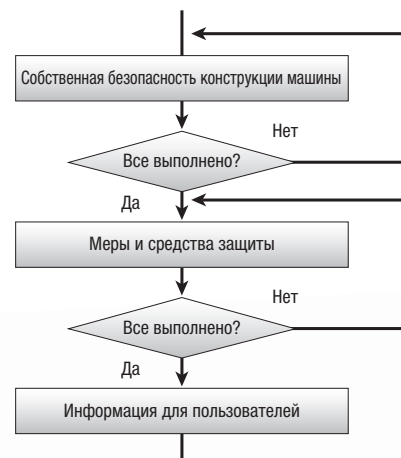 Собственная безопасность конструкции машины
Нет
Все выполнено?
Да
Меры и средства защиты
Нет
Все выполнено?
Да
Информация для пользователей